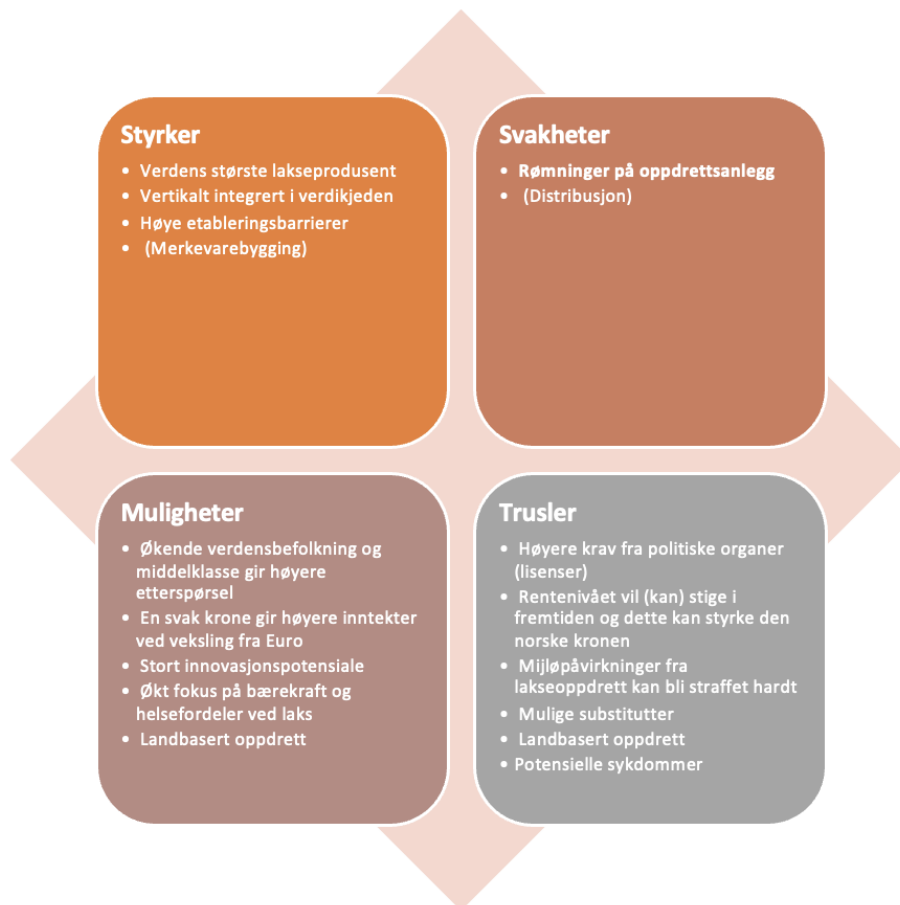 Styrker
• Verdens største lakseprodusent
• Vertikalt integrert i verdikjeden
• Høye etableringsbarrierer
• (Merkevarebygging)
Svakheter
• Rømninger på oppdrettsanlegg
• (Distribusjon)
Muligheter
• Økende verdensbefolkning og
middelklasse gir høyere
etterspørsel
• En svak krone gir høyere inntekter
ved veksling fra Euro
• Stort innovasjonspotensiale
• Økt fokus på bærekraft og
helsefordeler ved laks
• Landbasert oppdrett
Trusler
• Høyere krav fra politiske organer
(lisenser)
• Rentenivået vil (kan) stige i
fremtiden og dette kan styrke den
norske kronen
• Mijløpåvirkninger fra
lakseoppdrett kan bli straffet hardt
• Mulige substitutter
• Landbasert oppdrett
• Potensielle sykdommer